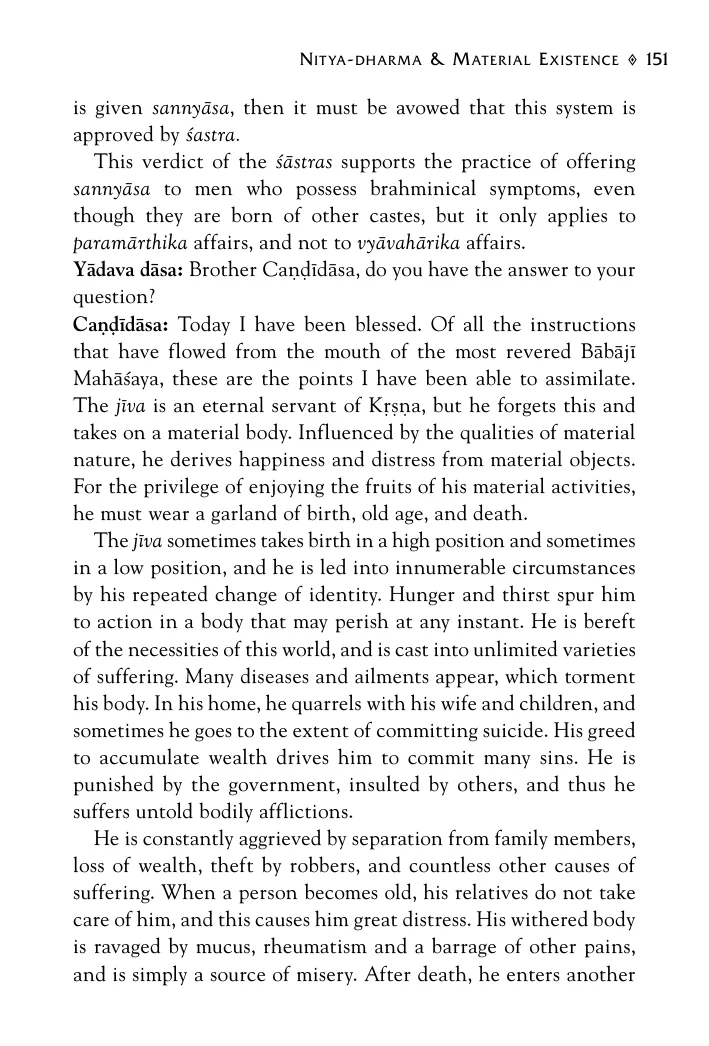 NITYA-DHARMA & MATERIAL EXISTENCE ◊ 151
is given sannyāsa, then it must be avowed that this system is
approved by śastra.
This verdict of the śāstras supports the practice of offering
sannyāsa to men who possess brahminical symptoms, even
though they are born of other castes, but it only applies to
paramārthika affairs, and not to vyāvahārika affairs.
Yādava dāsa: Brother Caṇḍīdāsa, do you have the answer to your
question?
Caṇḍīdāsa: Today I have been blessed. Of all the instructions
that have flowed from the mouth of the most revered Bābājī
Mahāśaya, these are the points I have been able to assimilate.
The jīva is an eternal servant of Kṛṣṇa, but he forgets this and
takes on a material body. Influenced by the qualities of material
nature, he derives happiness and distress from material objects.
For the privilege of enjoying the fruits of his material activities,
he must wear a garland of birth, old age, and death.
The jīva sometimes takes birth in a high position and sometimes
in a low position, and he is led into innumerable circumstances
by his repeated change of identity. Hunger and thirst spur him
to action in a body that may perish at any instant. He is bereft
of the necessities of this world, and is cast into unlimited varieties
of suffering. Many diseases and ailments appear, which torment
his body. In his home, he quarrels with his wife and children, and
sometimes he goes to the extent of committing suicide. His greed
to accumulate wealth drives him to commit many sins. He is
punished by the government, insulted by others, and thus he
suffers untold bodily afflictions.
He is constantly aggrieved by separation from family members,
loss of wealth, theft by robbers, and countless other causes of
suffering. When a person becomes old, his relatives do not take
care of him, and this causes him great distress. His withered body
is ravaged by mucus, rheumatism and a barrage of other pains,
and is simply a source of misery. After death, he enters another